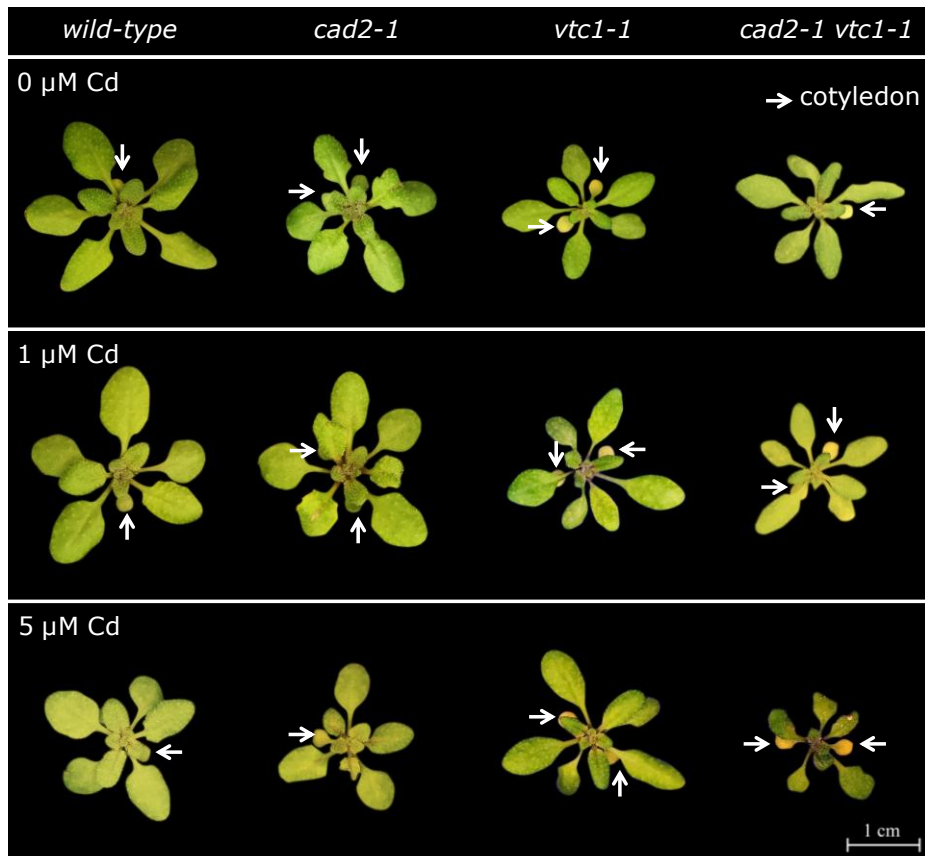 wild-type cad2-1 vtc1-1 cad2-1 vtc1-1
0 µM Cd
cotyledon
1 µM Cd
5 µM Cd
1 cm